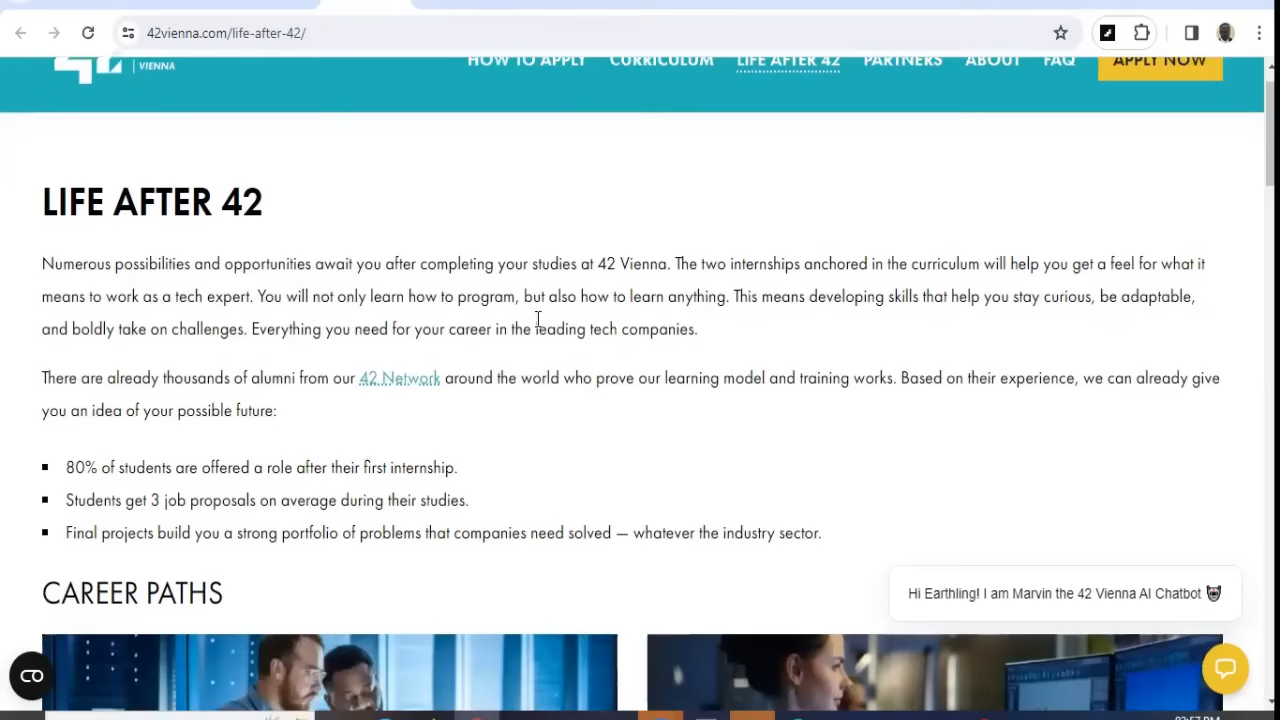 42vienna.com/life-after-42/
VIENNA
HOW TO APPLY CURRICULUM LIFE AFTER 42 PARTNERS ABOUT FAQ APPLY NOW
LIFE AFTER 42
Numerous possibilities and opportunities await you after completing your studies at 42 Vienna. The two internships anchored in the curriculum will help you get a feel for what it
means to work as a tech expert. You will not only learn how to program, but also how to learn anything. This means developing skills that help you stay curious, be adaptable,
and boldly take on challenges. Everything you need for your career in the leading tech companies.
There are already thousands of alumni from our 42 Network around the world who prove our learning model and training works. Based on their experience, we can already give
you an idea of your possible future:
80% of students are offered a role after their first internship.
Students get 3 job proposals on average during their studies.
Final projects build you a strong portfolio of problems that companies need solved — whatever the industry sector.
CAREER PATHS
Hi Earthling! I am Marvin the 42 Vienna AI Chatbot
CO